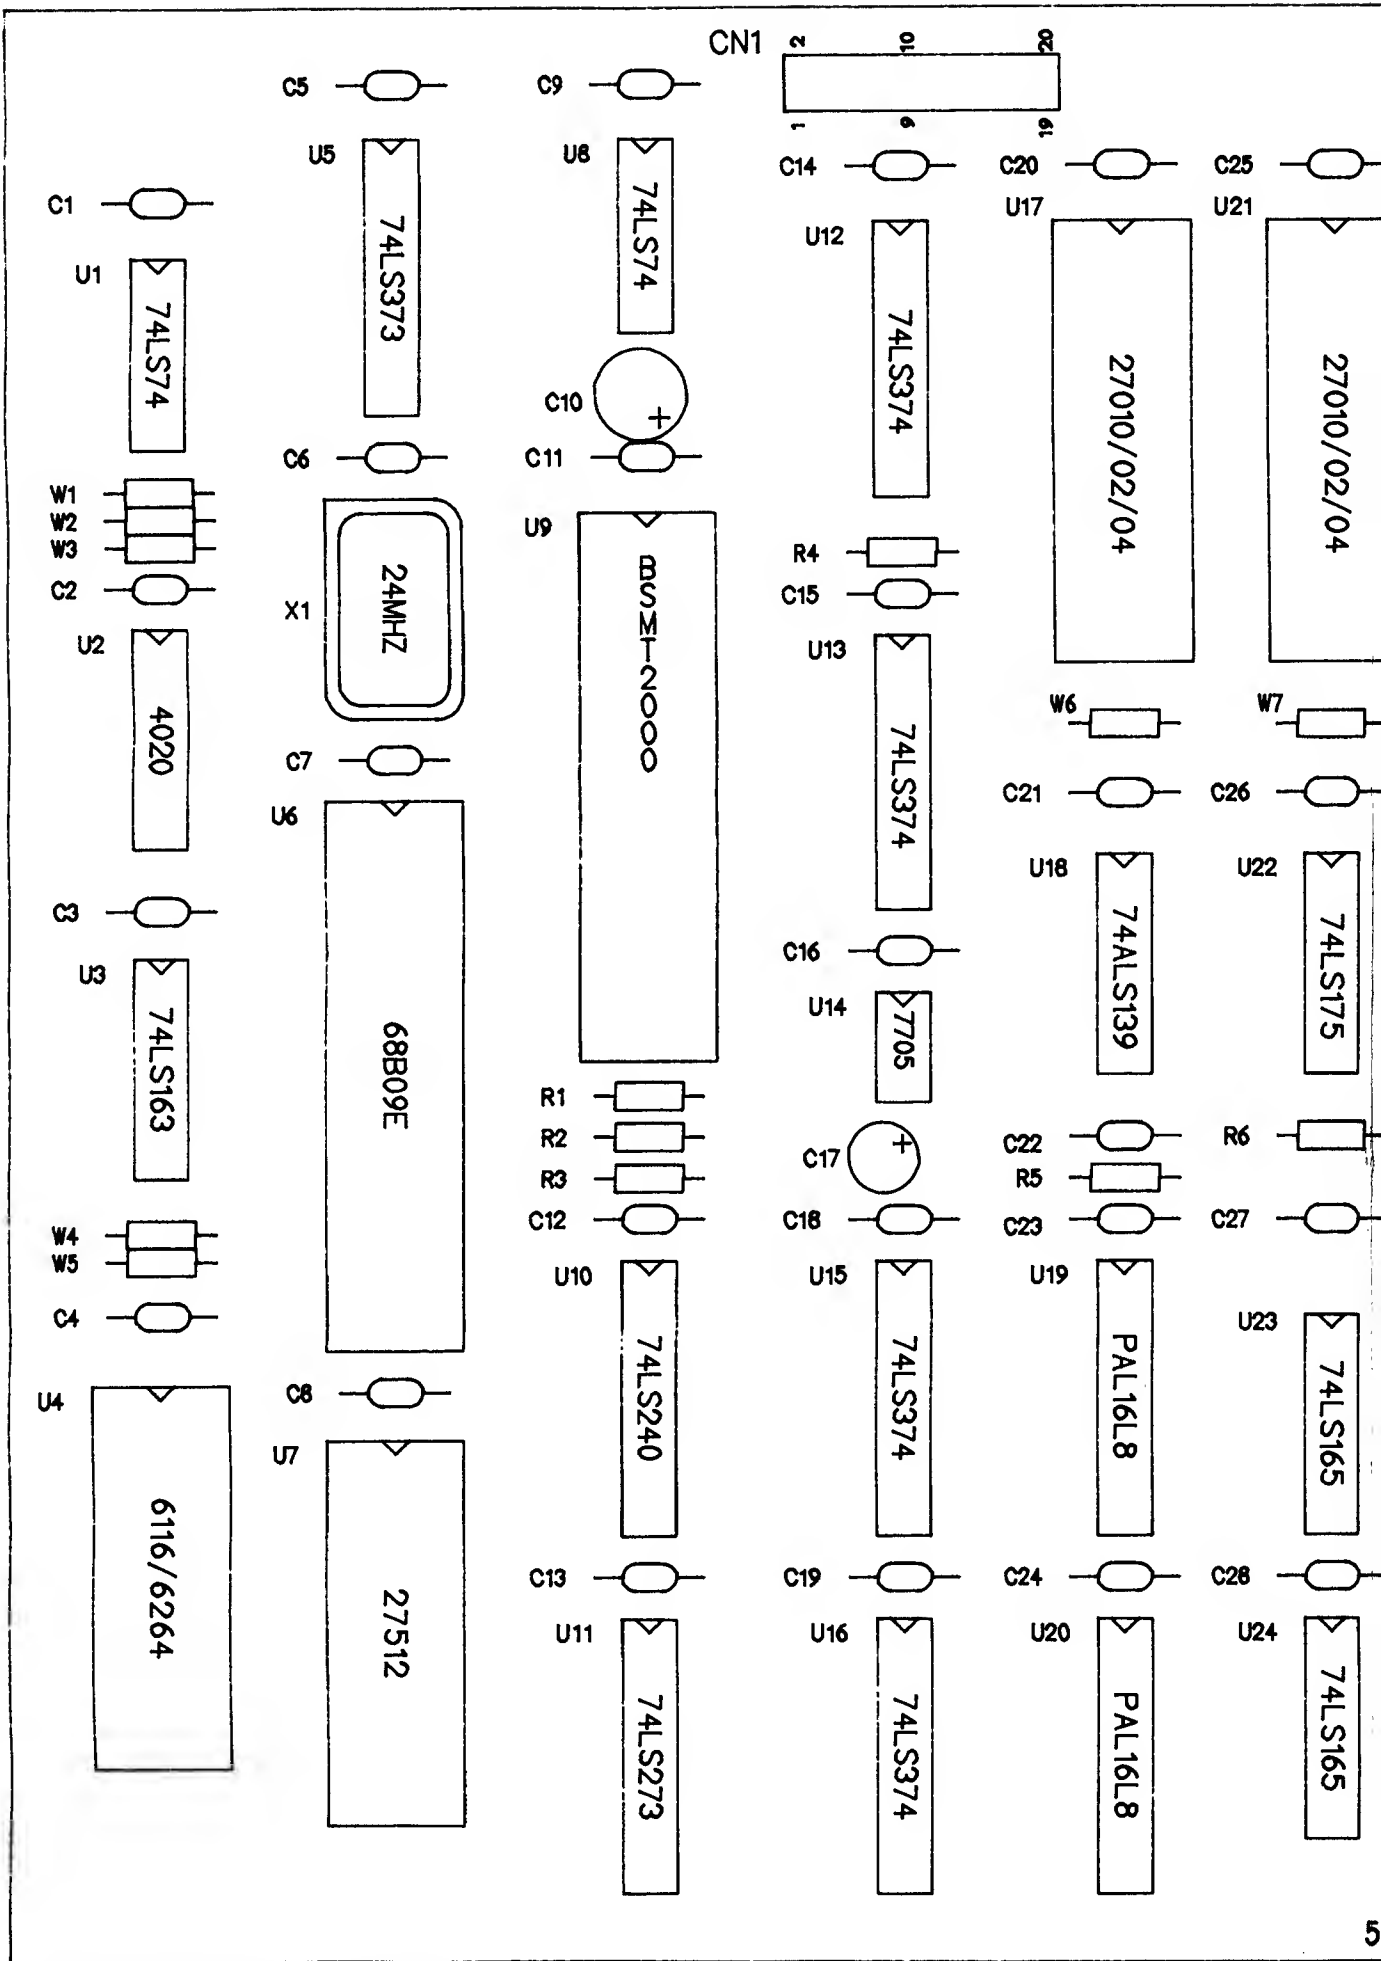 CN1
2 10 20
1 9 19
C1
U1
74LS74
W1
W2
W3
C2
U2
4020
C3
U3
74LS163
W4
W5
C4
U4
6116/6264
C5
U5
74LS373
C6
X1
24MHZ
C7
U6
68B09E
C8
U7
27512
C9
U8
74LS74
C10
+
C11
U9
BSMT2000
R1
R2
R3
C12
U10
74LS240
C13
U11
74LS273
C14
U12
74LS374
R4
C15
U13
74LS374
C16
U14
7705
C17
+
C18
U15
74LS374
C19
U16
74LS374
C20
U17
27010/02/04
W6
C21
U18
74ALS139
C22
R5
C23
U19
PAL16L8
C24
U20
PAL16L8
C25
U21
27010/02/04
W7
C26
U22
74LS175
R6
C27
U23
74LS165
C28
U24
74LS165
5